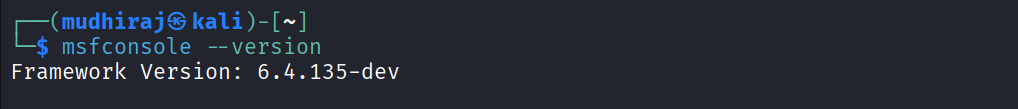 ┌──(mudhiraj㉿kali)-[~]
└─$ msfconsole --version
Framework Version: 6.4.135-dev